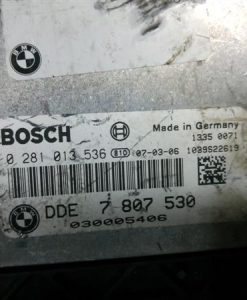 BOSCH Made in Germany
1335 0071
0 281 013 536 B10 07-03-06 1039S22619
DDE 7 807 530
030005406